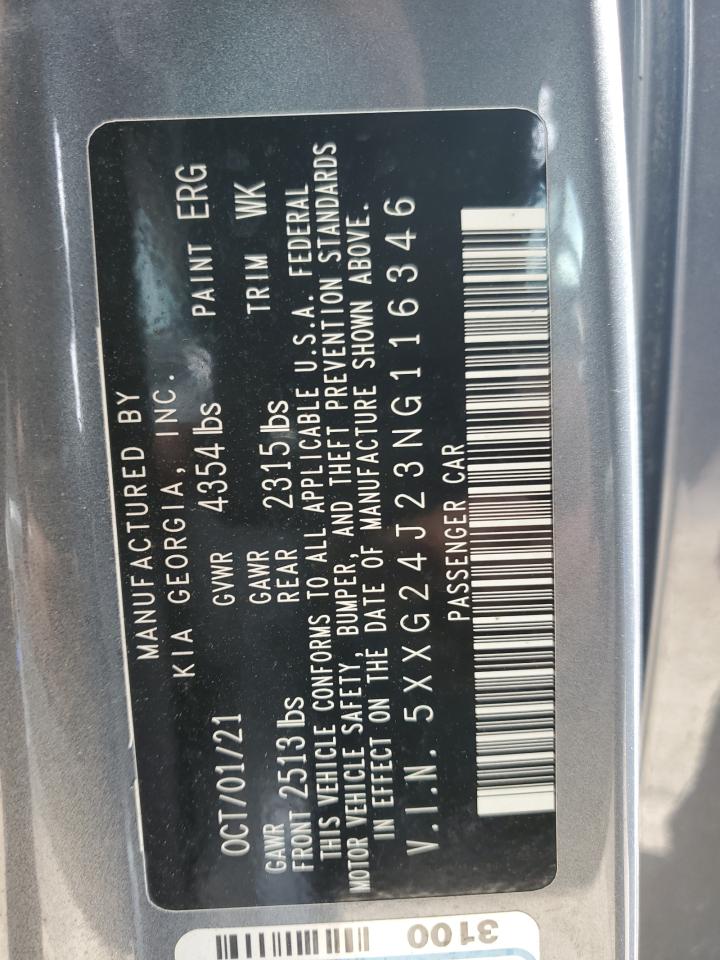 MANUFACTURED BY
KIA GEORGIA, INC.
OCT/01/21 GVWR 4354 lbs PAINT ERG
GAWR GAWR
FRONT 2513 lbs REAR 2315 lbs TRIM WK
THIS VEHICLE CONFORMS TO ALL APPLICABLE U.S.A. FEDERAL
MOTOR VEHICLE SAFETY, BUMPER, AND THEFT PREVENTION STANDARDS
IN EFFECT ON THE DATE OF MANUFACTURE SHOWN ABOVE.
V.I.N. 5XXG24J23NG116346
PASSENGER CAR
3100